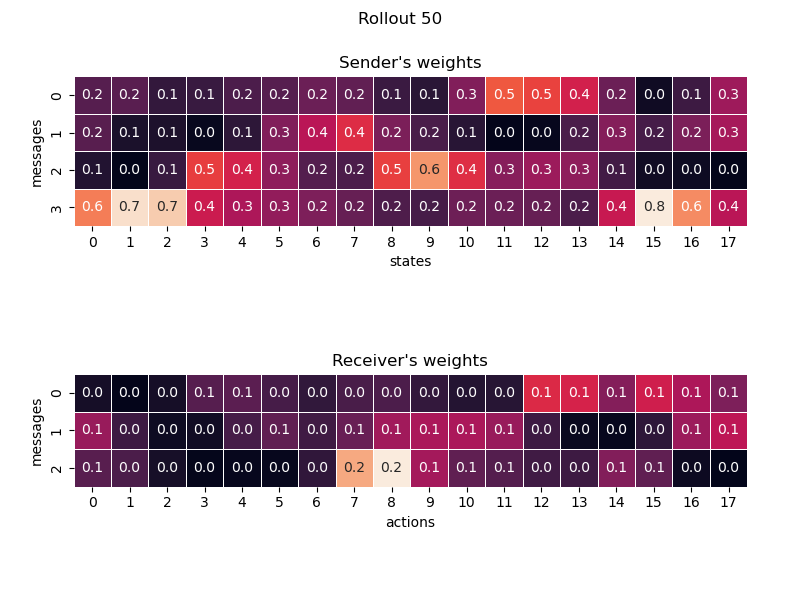 Rollout 50
Sender's weights
0 0.2 0.2 0.1 0.1 0.2 0.2 0.2 0.2 0.1 0.1 0.3 0.5 0.5 0.4 0.2 0.0 0.1 0.3
1 0.2 0.1 0.1 0.0 0.1 0.3 0.4 0.4 0.2 0.2 0.1 0.0 0.0 0.2 0.3 0.2 0.2 0.3
messages
2 0.1 0.0 0.1 0.5 0.4 0.3 0.2 0.2 0.5 0.6 0.4 0.3 0.3 0.3 0.1 0.0 0.0 0.0
3 0.6 0.7 0.7 0.4 0.3 0.3 0.2 0.2 0.2 0.2 0.2 0.2 0.2 0.2 0.4 0.8 0.6 0.4
0 1 2 3 4 5 6 7 8 9 10 11 12 13 14 15 16 17
states
Receiver's weights
0 0.0 0.0 0.0 0.1 0.1 0.0 0.0 0.0 0.0 0.0 0.0 0.0 0.1 0.1 0.1 0.1 0.1 0.1
messages
1 0.1 0.0 0.0 0.0 0.0 0.1 0.0 0.1 0.1 0.1 0.1 0.1 0.0 0.0 0.0 0.0 0.1 0.1
2 0.1 0.0 0.0 0.0 0.0 0.0 0.0 0.2 0.2 0.1 0.1 0.1 0.0 0.0 0.1 0.1 0.0 0.0
0 1 2 3 4 5 6 7 8 9 10 11 12 13 14 15 16 17
actions